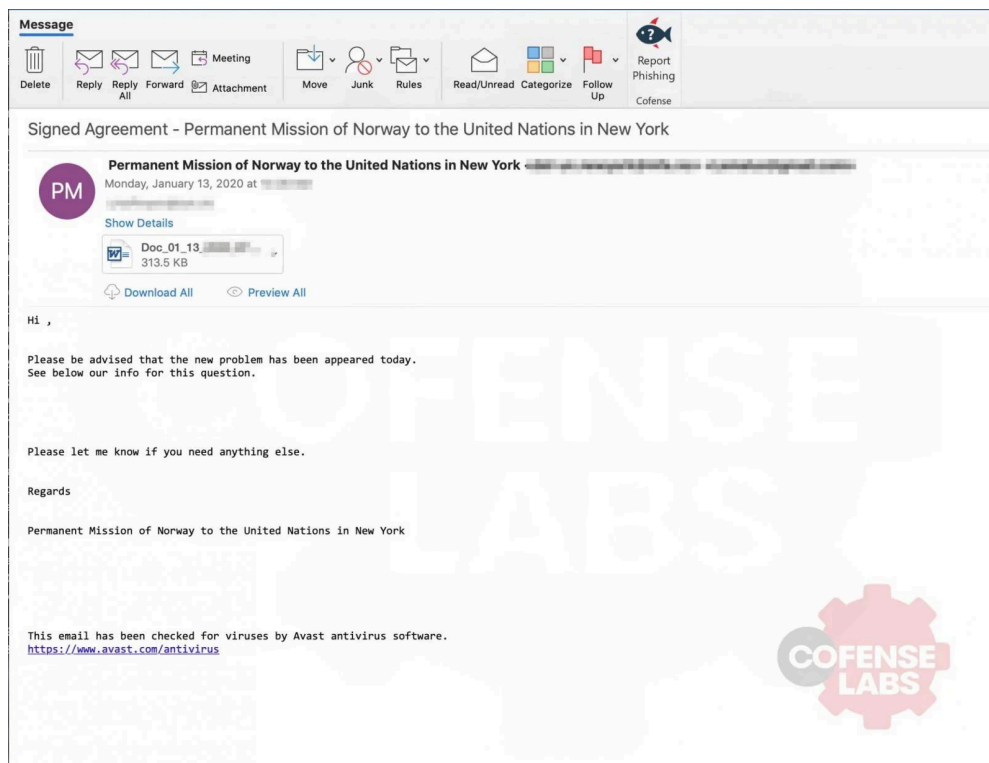 Message
Delete
Reply
Reply All
Forward
Meeting
Attachment
Move
Junk
Rules
Read/Unread
Categorize
Follow Up
Report Phishing
Cofense
Signed Agreement - Permanent Mission of Norway to the United Nations in New York
PM
Permanent Mission of Norway to the United Nations in New York
Monday, January 13, 2020 at
Show Details
Doc_01_13_
313.5 KB
Download All
Preview All
Hi ,
Please be advised that the new problem has been appeared today.
See below our info for this question.
Please let me know if you need anything else.
Regards
Permanent Mission of Norway to the United Nations in New York
This email has been checked for viruses by Avast antivirus software.
https://www.avast.com/antivirus
COFENSE
LABS
COFENSE
LABS